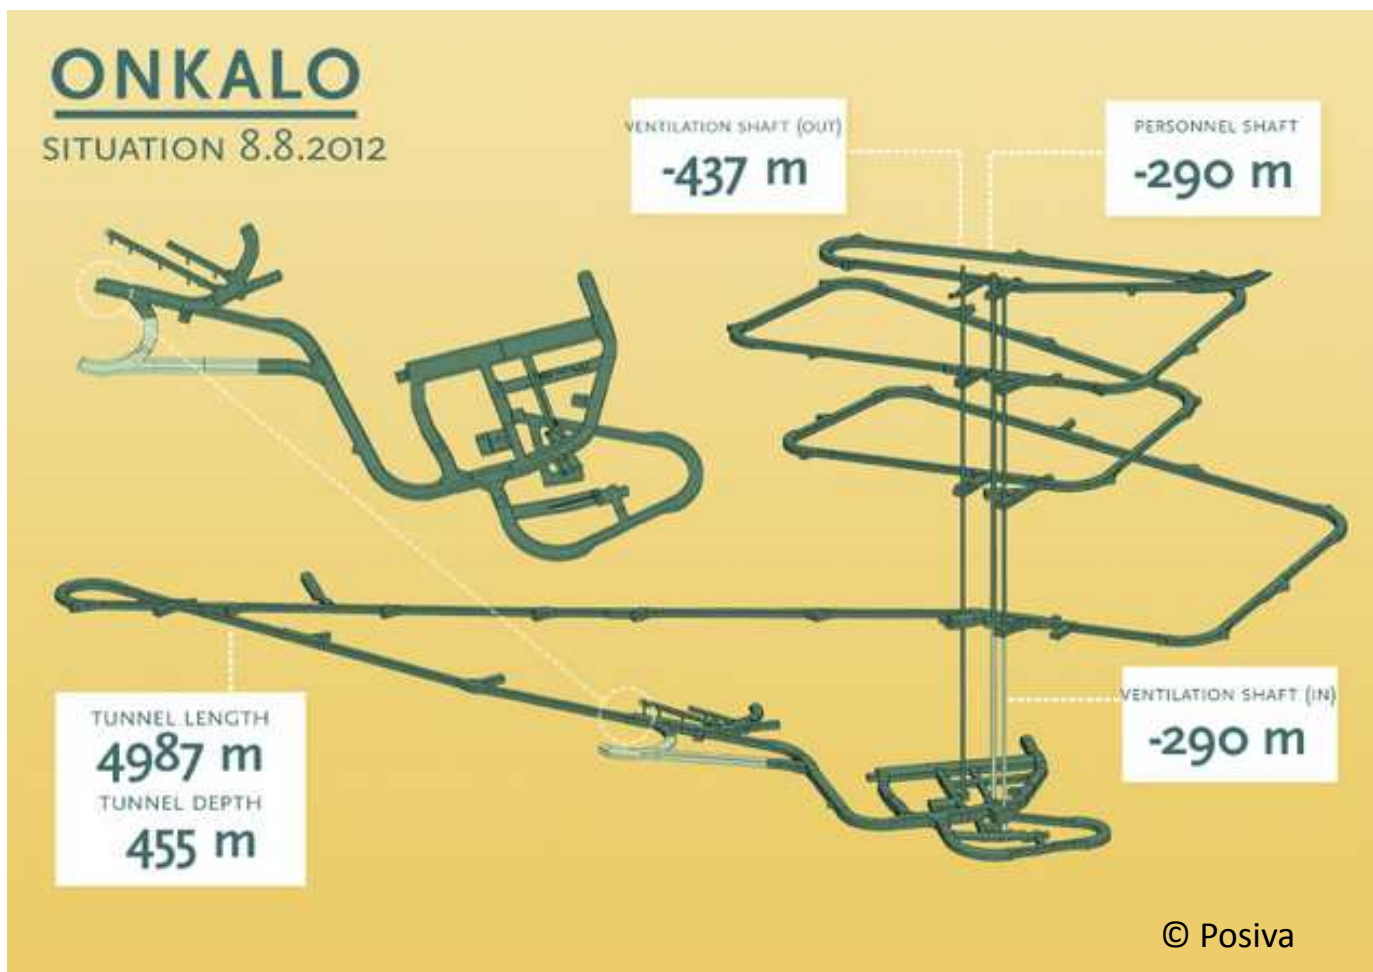 ONKALO
SITUATION 8.8.2012
VENTILATION SHAFT (OUT)
-437 m
PERSONNEL SHAFT
-290 m
TUNNEL LENGTH
4987 m
TUNNEL DEPTH
455 m
VENTILATION SHAFT (IN)
-290 m
© Posiva